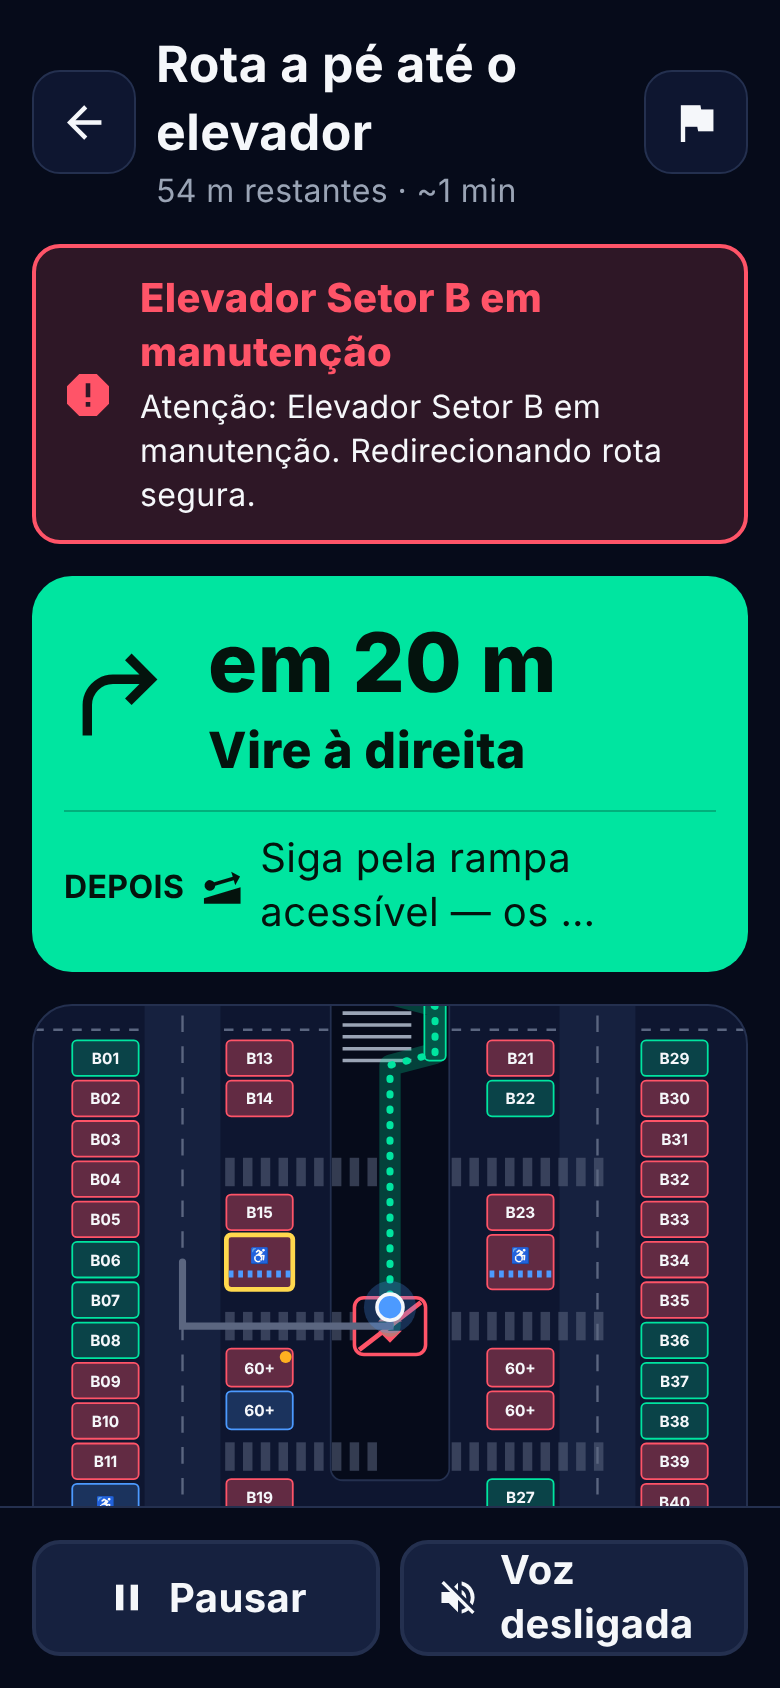 Rota a pé até o
elevador
54 m restantes · ~1 min
Elevador Setor B em
manutenção
Atenção: Elevador Setor B em
manutenção. Redirecionando rota
segura.
em 20 m
Vire à direita
DEPOIS
Siga pela rampa
acessível — os ...
B01 B13 B21 B29
B02 B14 B22 B30
B03 B31
B04 B32
B05 B15 B23 B33
B06 B34
B07 B35
B08 B36
B09 60+ 60+ B37
B10 60+ 60+ B38
B11 B39
B19 B27 B40
Pausar
Voz
desligada